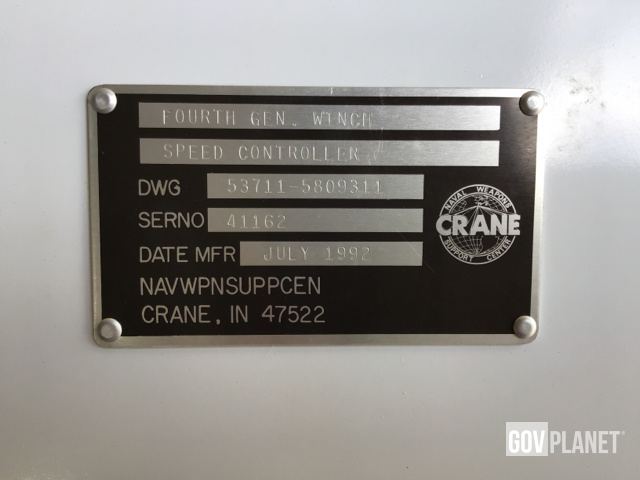 FOURTH GEN. WINCH
SPEED CONTROLLER
DWG 53711-5809311
SERNO 41162
DATE MFR JULY 1992
NAVWPNSUPPCEN
CRANE, IN 47522
NAVAL WEAPONS
CRANE
SUPPORT CENTER
GOVPLANET